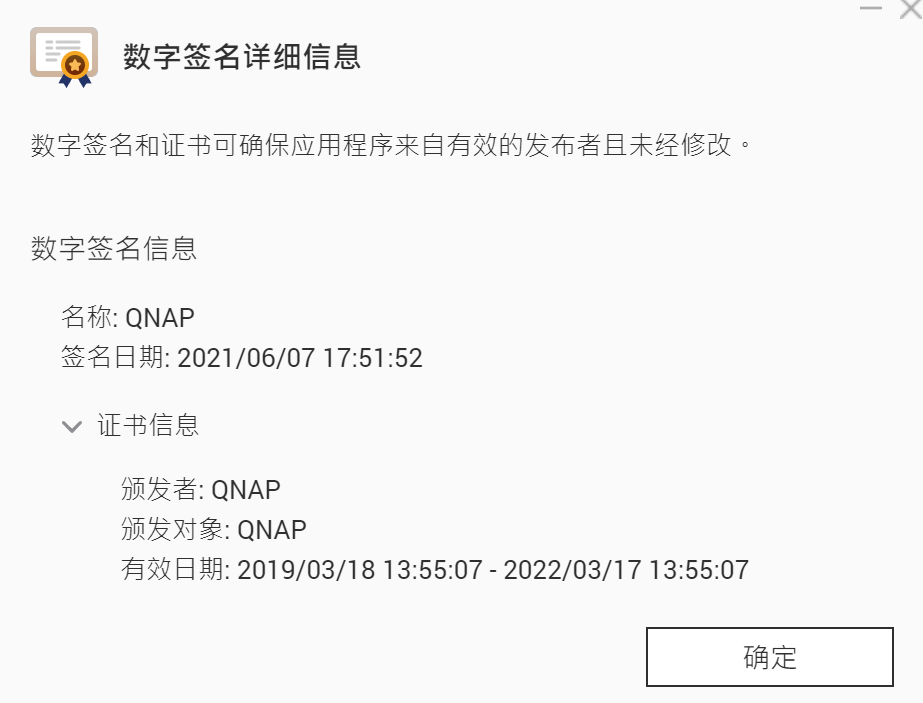 数字签名详细信息
数字签名和证书可确保应用程序来自有效的发布者且未经修改。
数字签名信息
名称: QNAP
签名日期: 2021/06/07 17:51:52
证书信息
颁发者: QNAP
颁发对象: QNAP
有效日期: 2019/03/18 13:55:07 - 2022/03/17 13:55:07
确定